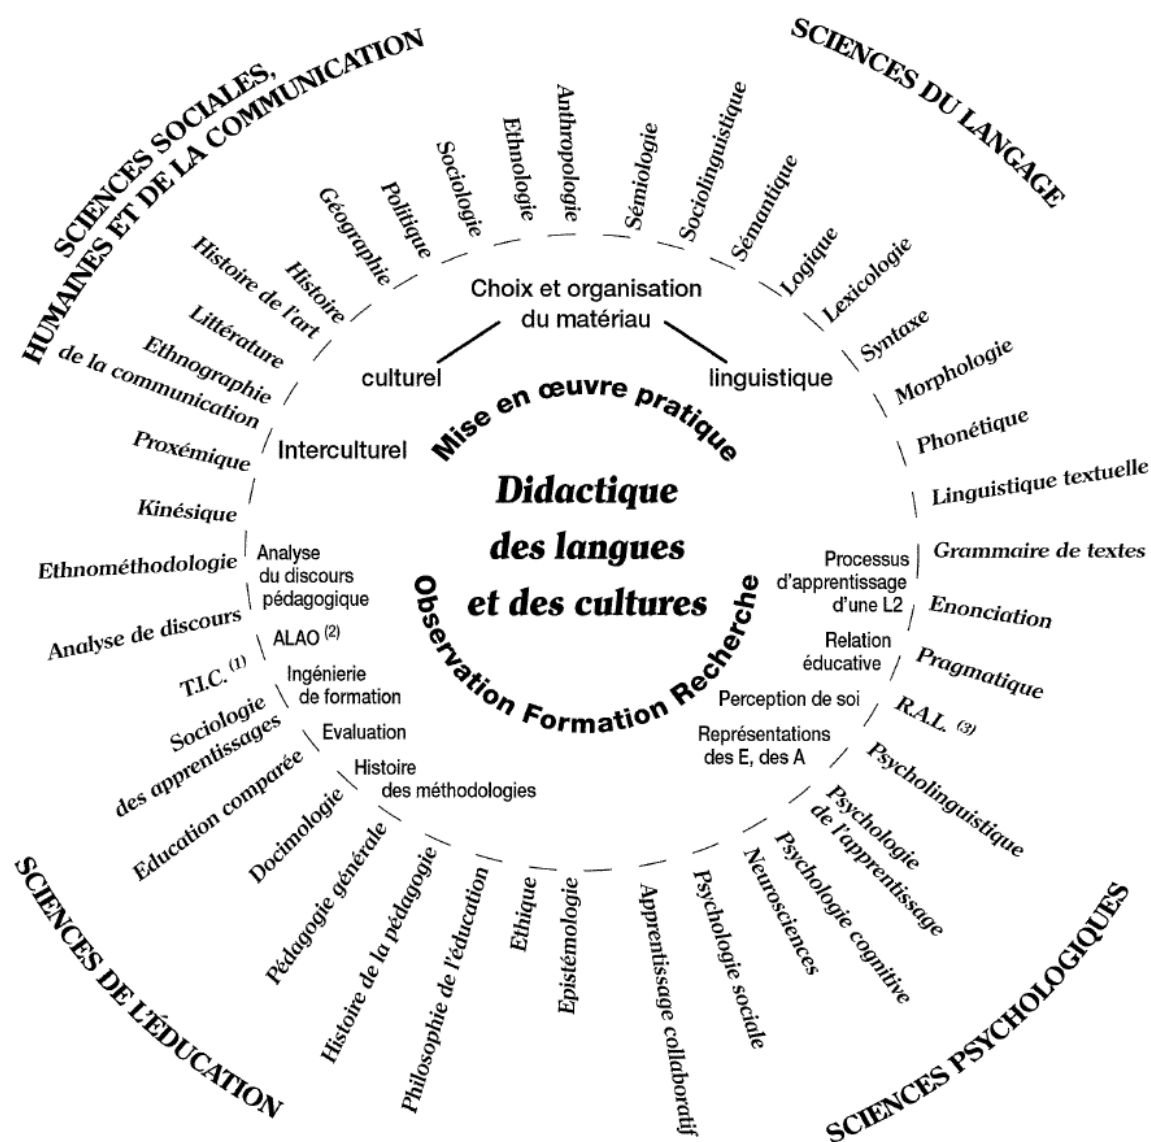 SCIENCES SOCIALES,
HUMAINES ET DE LA COMMUNICATION
SCIENCES DU LANGAGE
Ethnographie
de la communication
Littérature
Histoire de l'art
Histoire
Géographie
Politique
Sociologie
Ethnologie
Anthropologie
Sémiologie
Sociolinguistique
Sémantique
Logique
Lexicologie
Syntaxe
Morphologie
Phonétique
Linguistique textuelle
Grammaire de textes
Enonciation
Pragmatique
R.A.L. (3)
Psycholinguistique
Psychologie
de l'apprentissage
Psychologie cognitive
Neurosciences
Psychologie sociale
Apprentissage collaboratif
Epistémologie
Ethique
Philosophie de l'éducation
Histoire de la pédagogie
Pédagogie générale
Docimologie
Education comparée
Sociologie
des apprentissages
T.I.C. (1)
Analyse de discours
Ethnométhodologie
Kinésique
Proxémique
Choix et organisation
du matériau
culturel
linguistique
Interculturel
Mise en œuvre pratique
Didactique
des langues
et des cultures
Observation Formation Recherche
Analyse
du discours
pédagogique
ALAO (2)
Ingénierie
de formation
Evaluation
Histoire
des méthodologies
Processus
d'apprentissage
d'une L2
Relation
éducative
Perception de soi
Représentations
des E, des A
SCIENCES DE L'ÉDUCATION
SCIENCES PSYCHOLOGIQUES